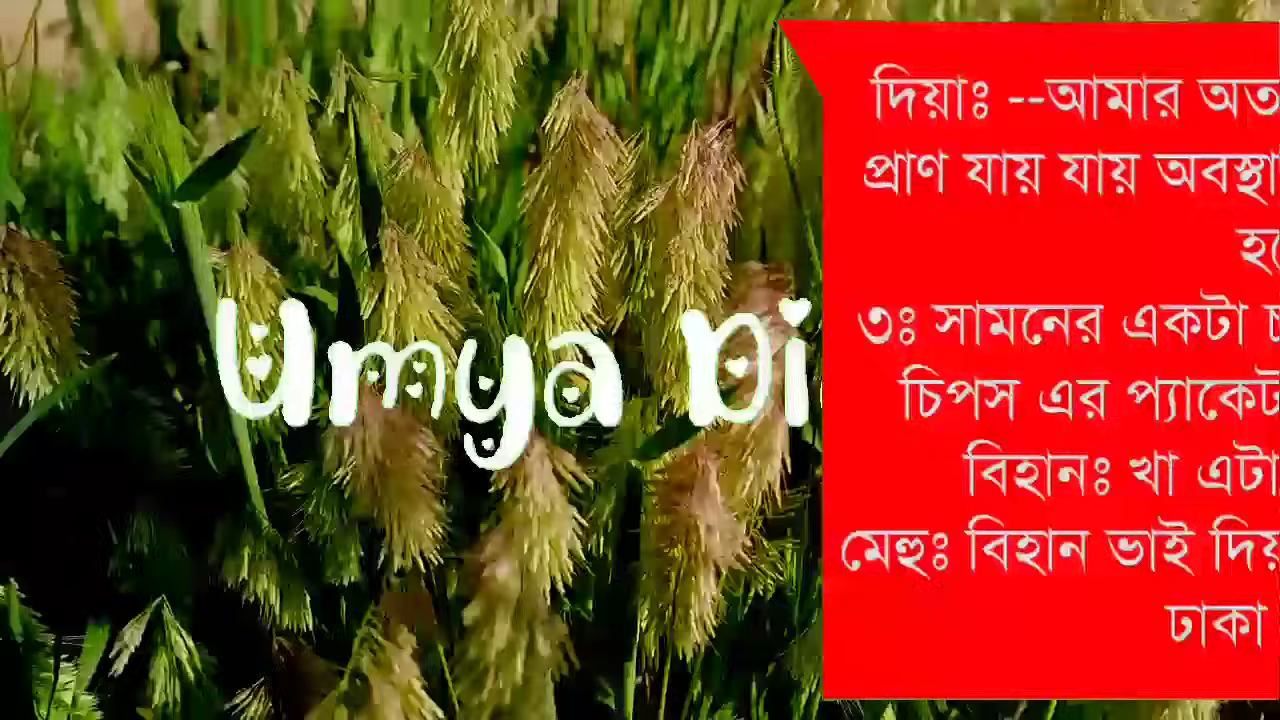 Umya Di
দিয়াঃ --আমার অত
প্রাণ যায় যায় অবস্থা
৩ঃ সামনের একটা
চিপস এর প্যাকেট
বিহানঃ খা এটা
মেহুঃ বিহান ভাই
ঢাকা